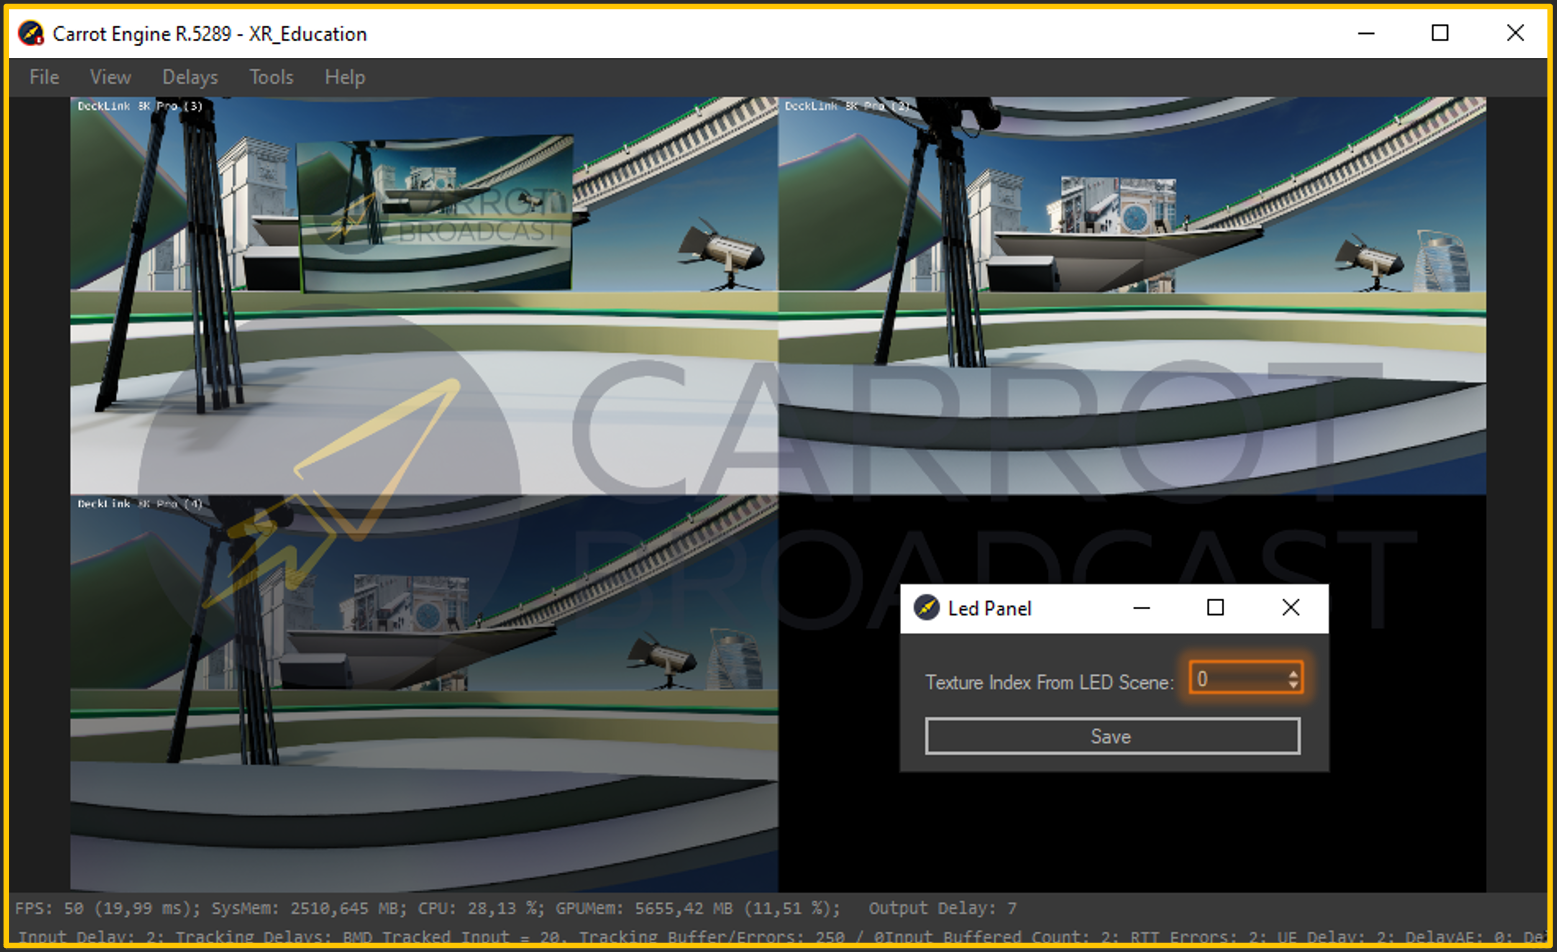 Carrot Engine R.5289 - XR_Education
File View Delays Tools Help
DeckLink 8K Pro (3)
DeckLink 8K Pro (2)
CARROT
BROADCAST
CARROT
BROADCAST
DeckLink 8K Pro (4)
Led Panel
Texture Index From LED Scene: 0
Save
FPS: 50 (19,99 ms); SysMem: 2510,645 MB; CPU: 28,13 %; GPUMem: 5655,42 MB (11,51 %); Output Delay: 7
Input Delay: 2; Tracking Delays: BMD Tracked Input = 20, Tracking Buffer/Errors: 250 / 0Input Buffered Count: 2; RTT Errors: 2; UE Delay: 2; DelayAE: 0; De